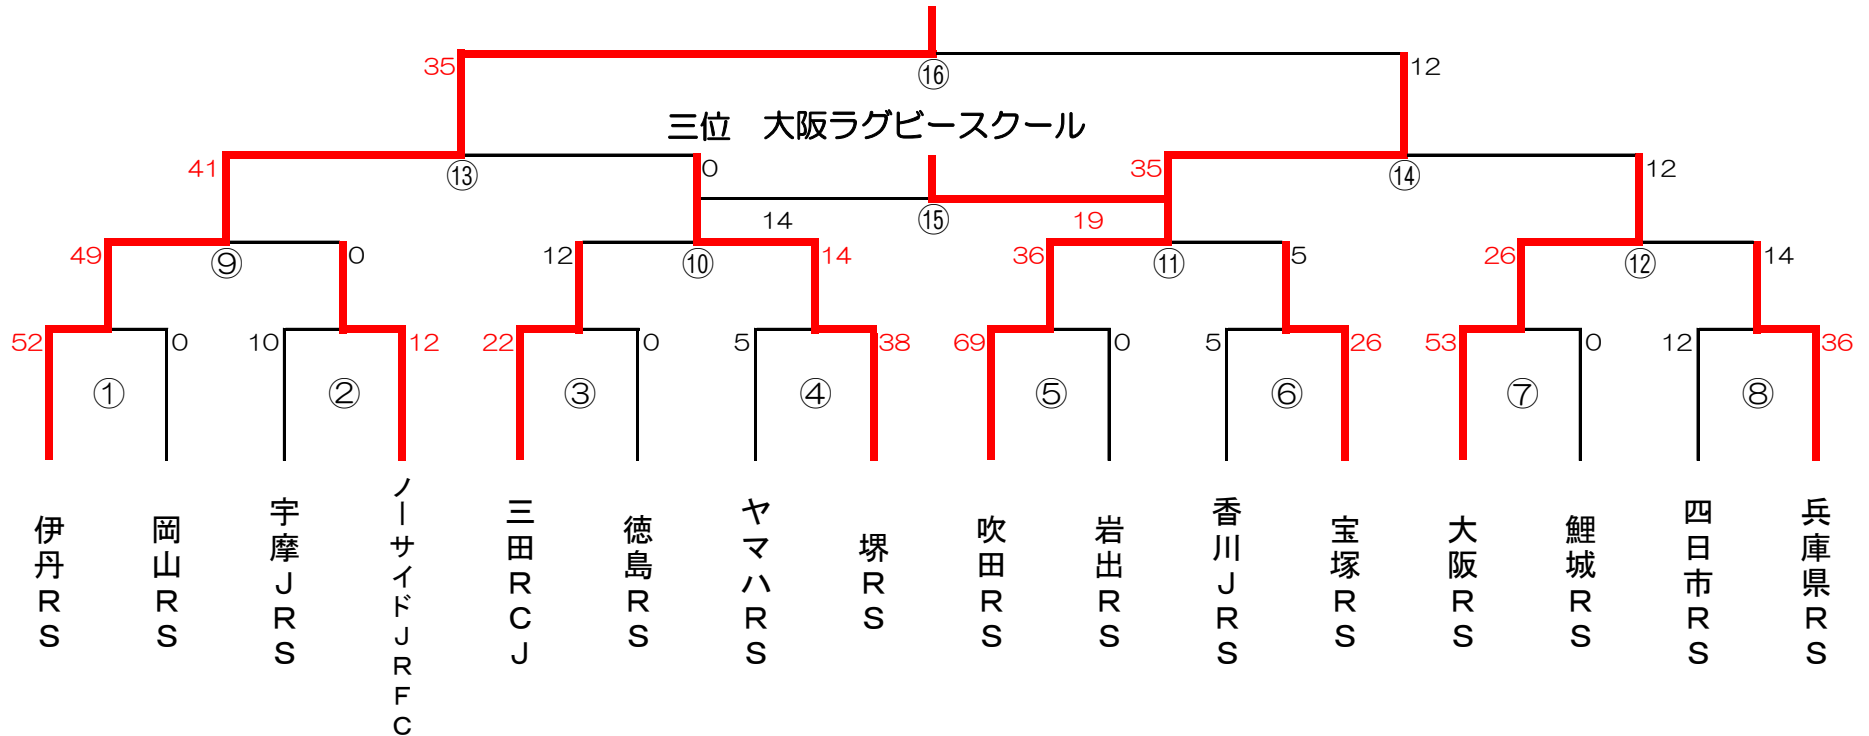 35
⑯
12
三位　大阪ラグビースクール
41
⑬
0
35
⑭
12
14
⑮
19
49
⑨
0
12
⑩
14
36
⑪
5
26
⑫
14
52
0
10
12
22
0
5
38
69
0
5
26
53
0
12
36
①
②
③
④
⑤
⑥
⑦
⑧
伊丹RS
岡山RS
宇摩JRS
ノーサイドJRFC
三田RCJ
徳島RS
ヤマハRS
堺RS
吹田RS
岩出RS
香川JRS
宝塚RS
大阪RS
鯉城RS
四日市RS
兵庫県RS